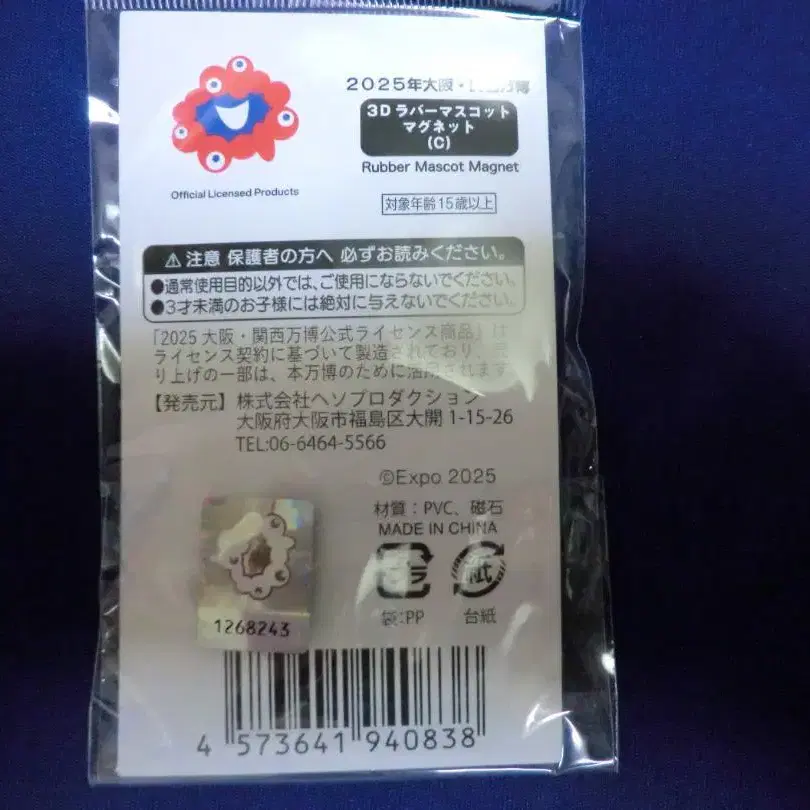 2025年大阪・
3Dラバーマスコット
マグネット
(C)
Rubber Mascot Magnet
Official Licensed Products
対象年齢15歳以上
⚠注意 保護者の方へ 必ずお読みください。
●通常使用目的以外では、ご使用にならないでください。
●3才未満のお子様には絶対に与えないでください。
「2025 大阪・関西万博公式ライセンス商品」は
ライセンス契約に基づいて製造されており、売
り上げの一部は、本万博のために活用されます
【発売元】株式会社ヘソプロダクション
大阪府大阪市福島区大開 1-15-26
TEL:06-6464-5566
©Expo 2025
材質：PVC、磁石
MADE IN CHINA
プラ
紙
袋:PP
台紙
1268243
4 573641 940838